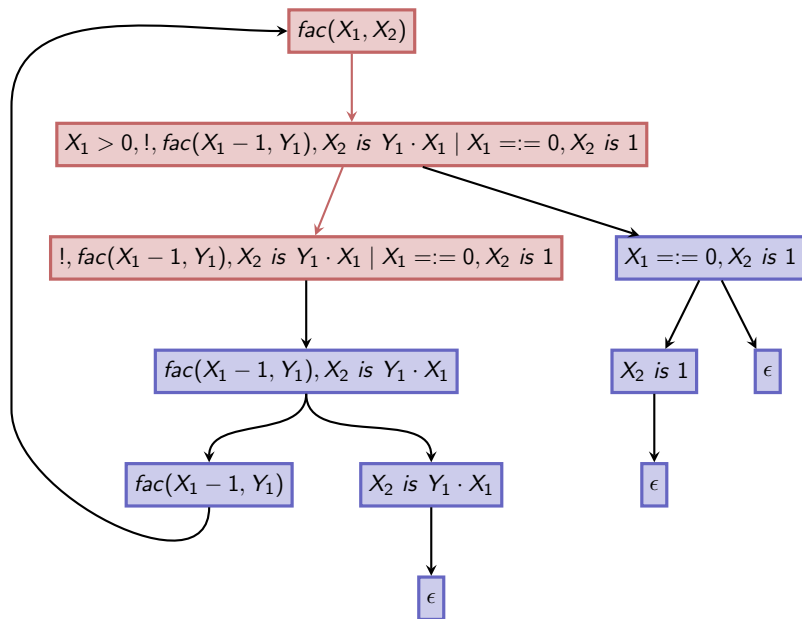 fac(X₁, X₂)
X₁ > 0, !, fac(X₁ − 1, Y₁), X₂ is Y₁ · X₁ | X₁ =:= 0, X₂ is 1
!, fac(X₁ − 1, Y₁), X₂ is Y₁ · X₁ | X₁ =:= 0, X₂ is 1
X₁ =:= 0, X₂ is 1
fac(X₁ − 1, Y₁), X₂ is Y₁ · X₁
X₂ is 1
ϵ
fac(X₁ − 1, Y₁)
X₂ is Y₁ · X₁
ϵ
ϵ